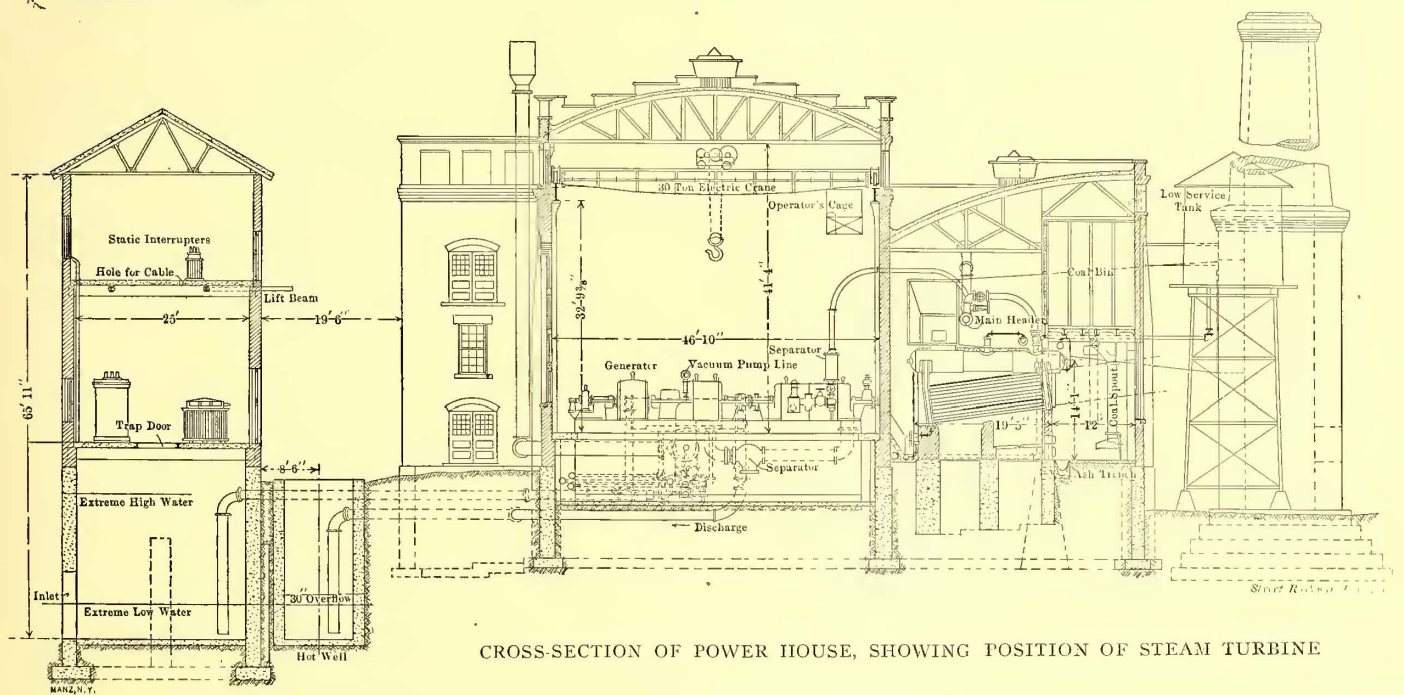 30 Ton Electric Crane
Operator's Cage
Low Service
Tank
Static Interrupters
Hole for Cable
Lift Beam
Coal Bin
25'
19'-6"
32'-9⅜"
41'-4"
46'-10"
Main Header
Separator
Generator
Vacuum Pump Line
65' 11"
Trap Door
Coal Spout
14'-1"
19'-5"
12'
8'-6"
Separator
Ash Trench
Extreme High Water
Discharge
Inlet
Extreme Low Water
30" Overflow
Hot Well
Street Railway
CROSS-SECTION OF POWER HOUSE, SHOWING POSITION OF STEAM TURBINE
MANZ, N.Y.